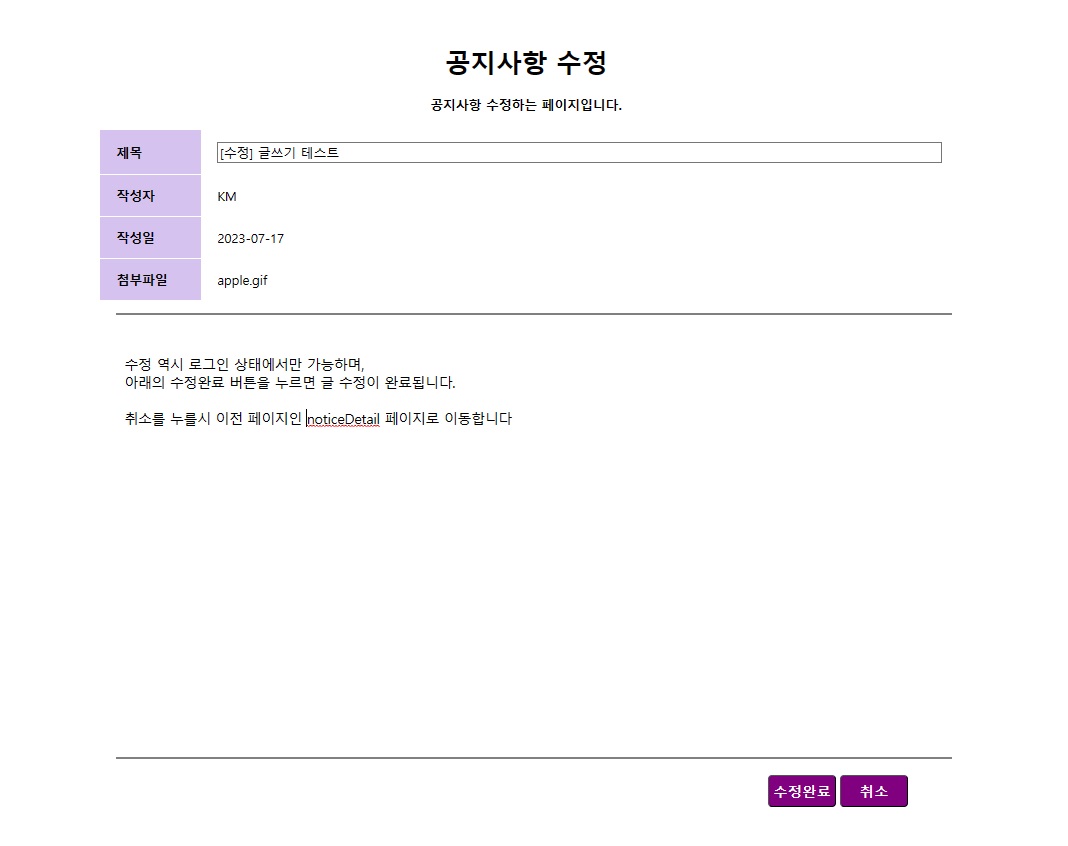 공지사항 수정
공지사항 수정하는 페이지입니다.
제목 [수정] 글쓰기 테스트
작성자 KM
작성일 2023-07-17
첨부파일 apple.gif
수정 역시 로그인 상태에서만 가능하며,
아래의 수정완료 버튼을 누르면 글 수정이 완료됩니다.
취소를 누를시 이전 페이지인 noticeDetail 페이지로 이동합니다
수정완료 취소